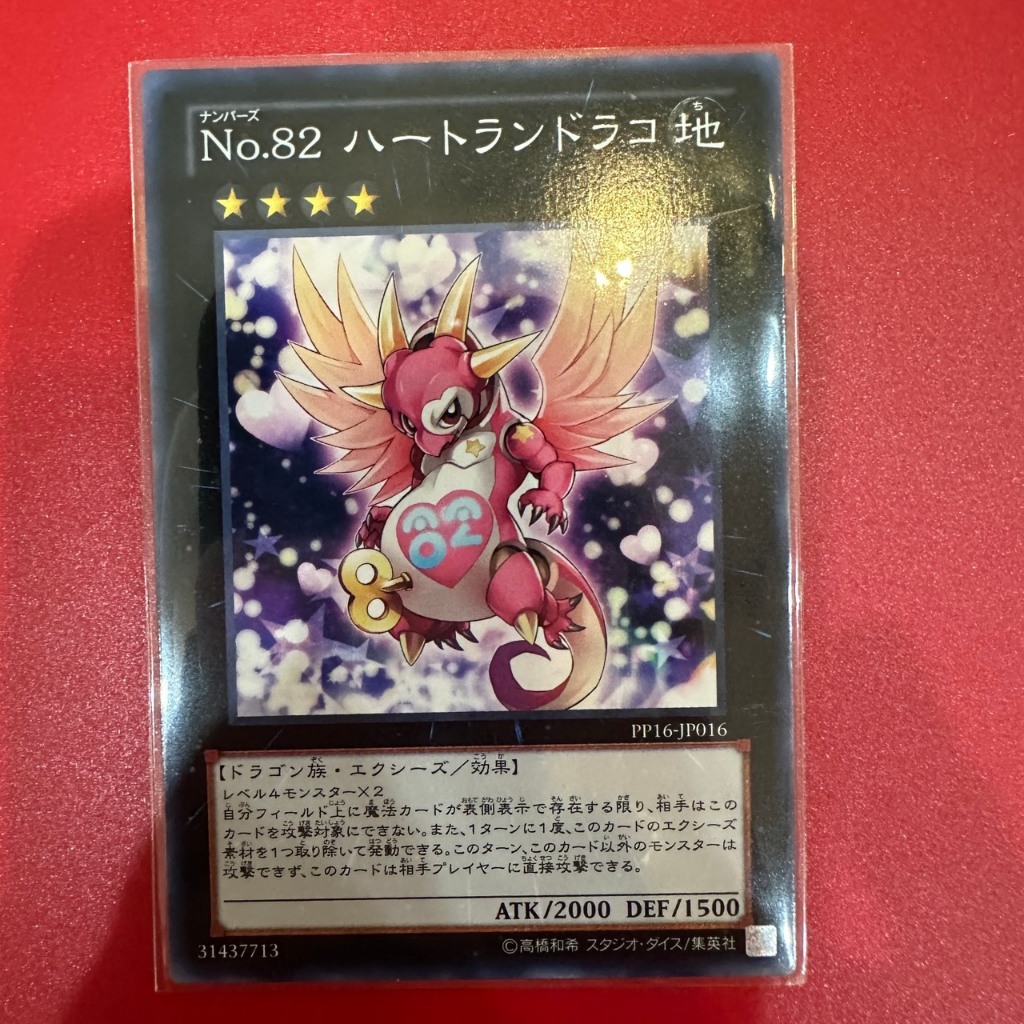 ナンバーズ
No.82 ハートランドラコ 地
ち
82
PP16-JP016
【ドラゴン族・エクシーズ/効果】
レベル4モンスター×2
自分フィールド上に魔法カードが表側表示で存在する限り、相手はこの
カードを攻撃対象にできない。また、1ターンに1度、このカードのエクシーズ
素材を1つ取り除いて発動できる。このターン、このカード以外のモンスターは
攻撃できず、このカードは相手プレイヤーに直接攻撃できる。
ATK/2000 DEF/1500
31437713
©高橋和希 スタジオ・ダイス/集英社